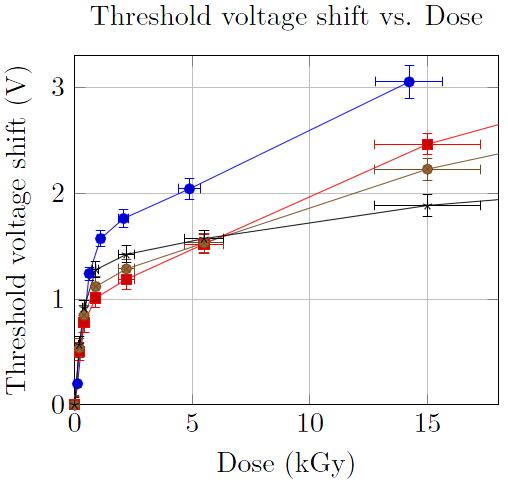 Threshold voltage shift vs. Dose
Threshold voltage shift (V)
3
2
1
0
0 5 10 15
Dose (kGy)